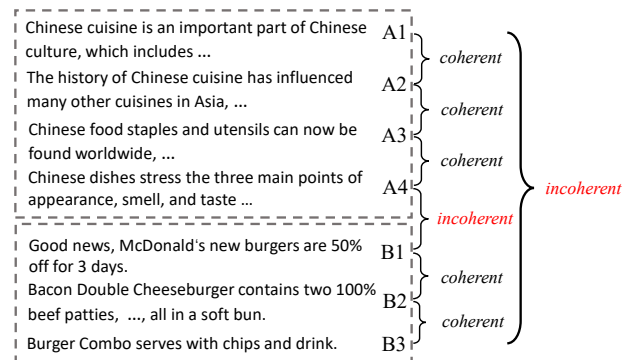 Chinese cuisine is an important part of Chinese A1
culture, which includes ...
coherent
The history of Chinese cuisine has influenced A2
many other cuisines in Asia, ...
coherent
Chinese food staples and utensils can now be A3
found worldwide, ...
coherent
Chinese dishes stress the three main points of A4
appearance, smell, and taste ...
incoherent
incoherent
Good news, McDonald's new burgers are 50% B1
off for 3 days.
coherent
Bacon Double Cheeseburger contains two 100% B2
beef patties, ..., all in a soft bun.
coherent
Burger Combo serves with chips and drink. B3